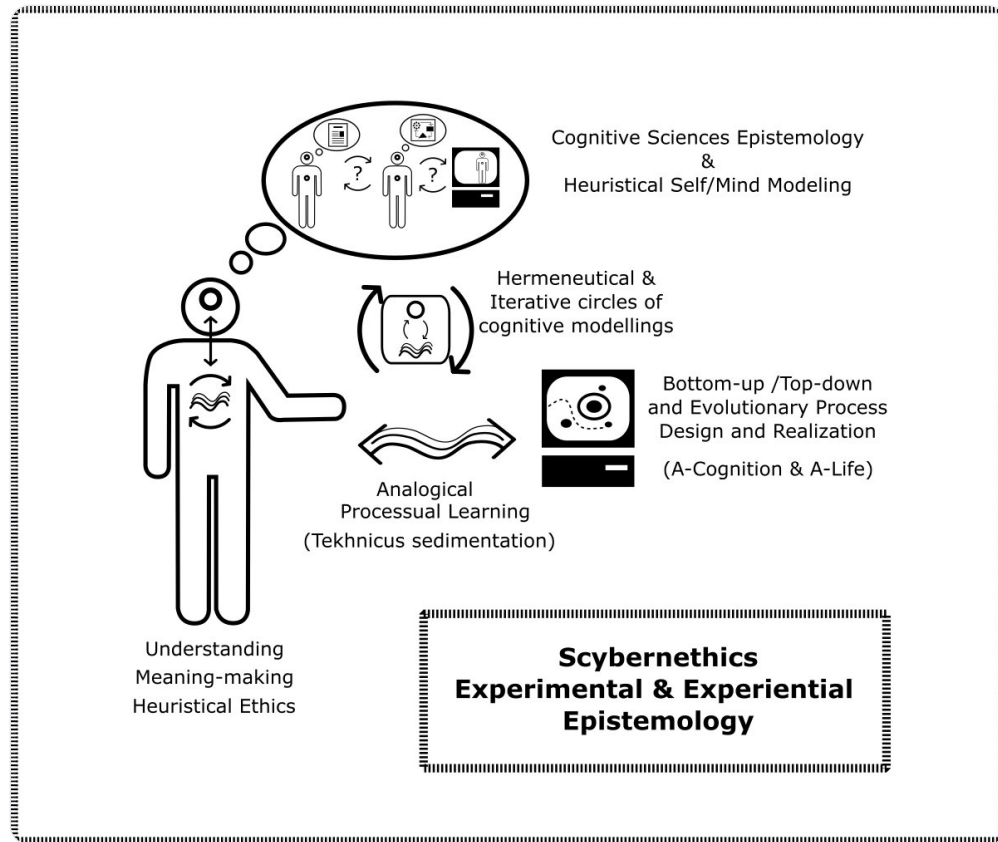 ? ?
Cognitive Sciences Epistemology
&
Heuristical Self/Mind Modeling
Hermeneutical &
Iterative circles of
cognitive modellings
Bottom-up /Top-down
and Evolutionary Process
Design and Realization
(A-Cognition & A-Life)
Analogical
Processual Learning
(Tekhnicus sedimentation)
Understanding
Meaning-making
Heuristical Ethics
Scybernethics
Experimental & Experiential
Epistemology